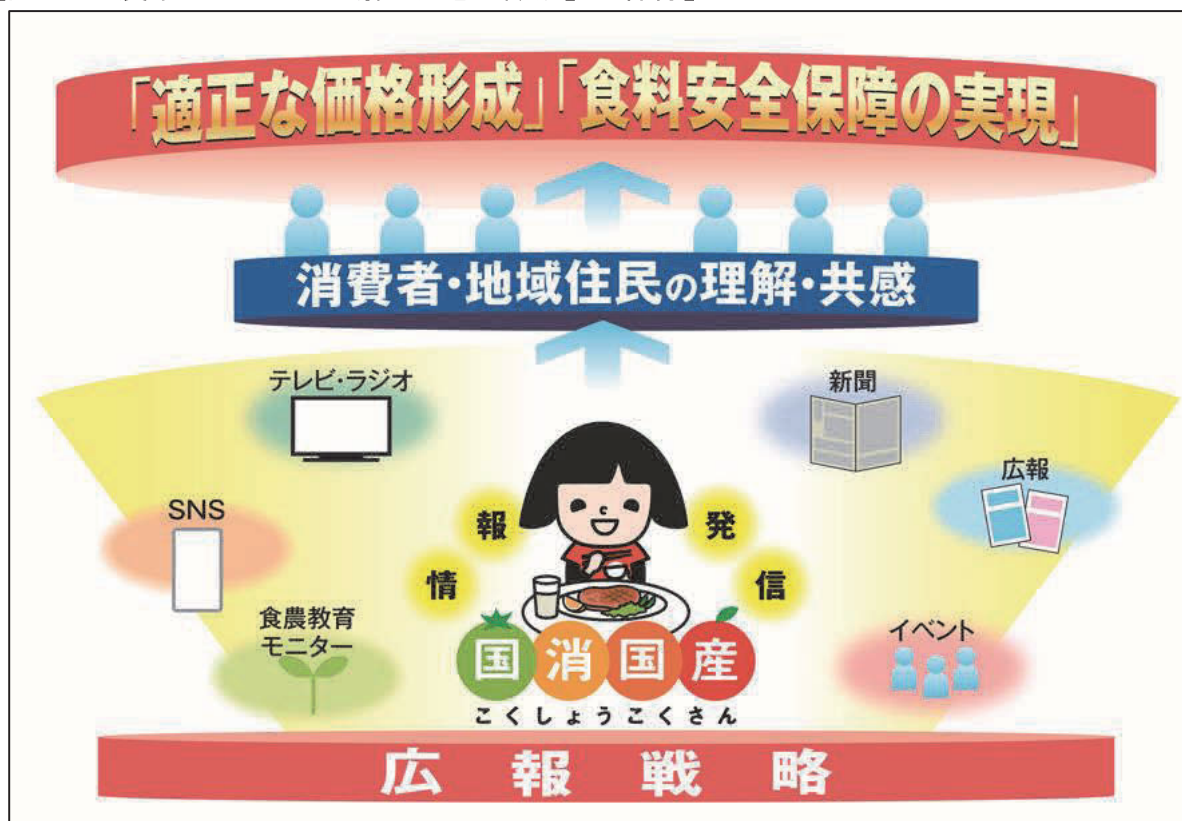 「適正な価格形成」「食料安全保障の実現」
消費者・地域住民の理解・共感
テレビ・ラジオ
新聞
広報
SNS
情報発信
食農教育
モニター
イベント
国消国産
こくしょうこくさん
広報戦略